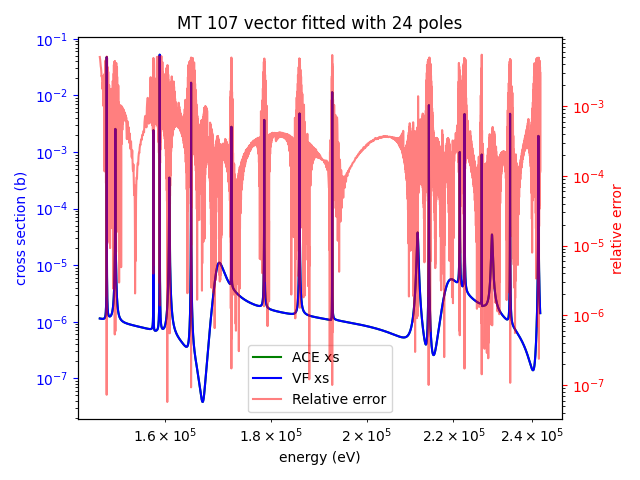 MT 107 vector fitted with 24 poles
10⁻¹
10⁻²
10⁻³
10⁻⁴
10⁻⁵
10⁻⁶
10⁻⁷
cross section (b)
10⁻³
10⁻⁴
10⁻⁵
10⁻⁶
10⁻⁷
relative error
ACE xs
VF xs
Relative error
1.6 × 10⁵ 1.8 × 10⁵ 2 × 10⁵ 2.2 × 10⁵ 2.4 × 10⁵
energy (eV)